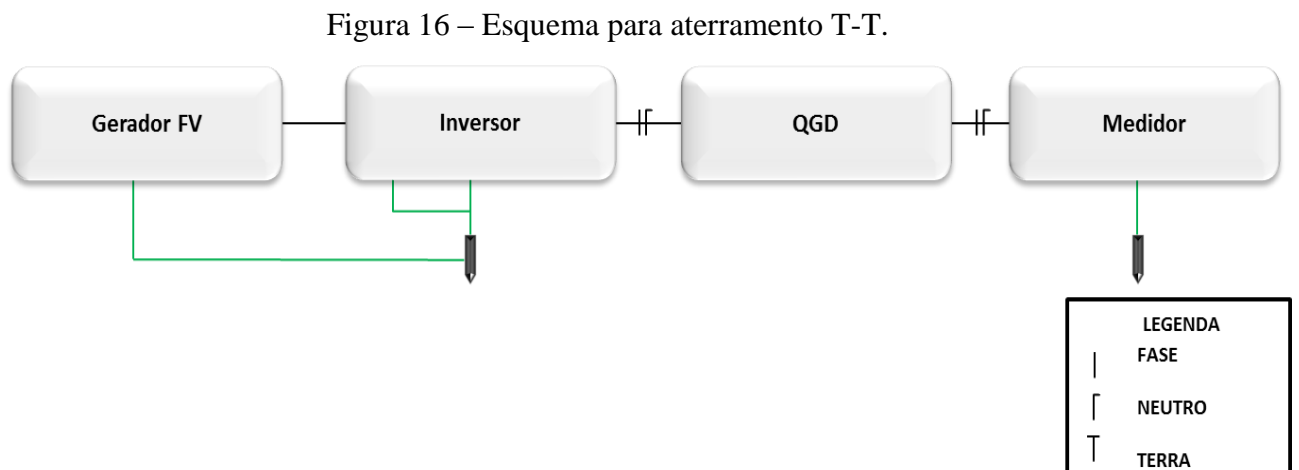 Figura 16 – Esquema para aterramento T-T.
Gerador FV
Inversor
QGD
Medidor
LEGENDA
FASE
NEUTRO
TERRA